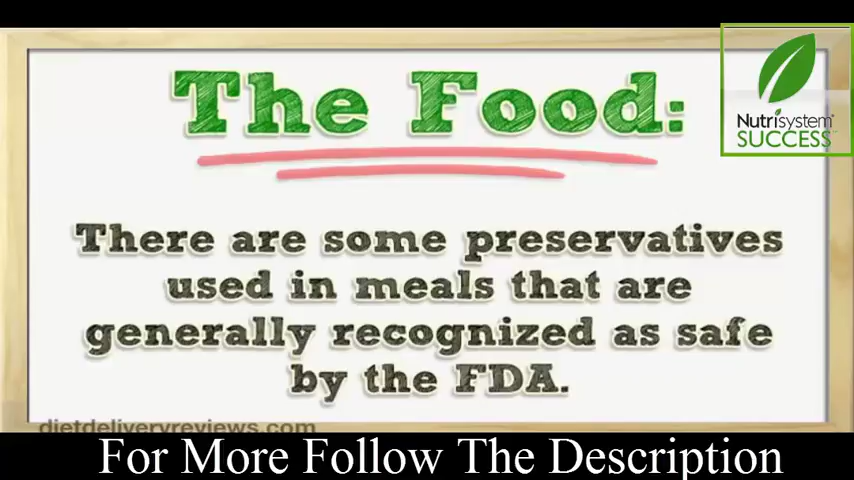 The Food:
Nutrisystem®
SUCCESS
There are some preservatives
used in meals that are
generally recognized as safe
by the FDA.
dietdeliveryreviews.com
For More Follow The Description